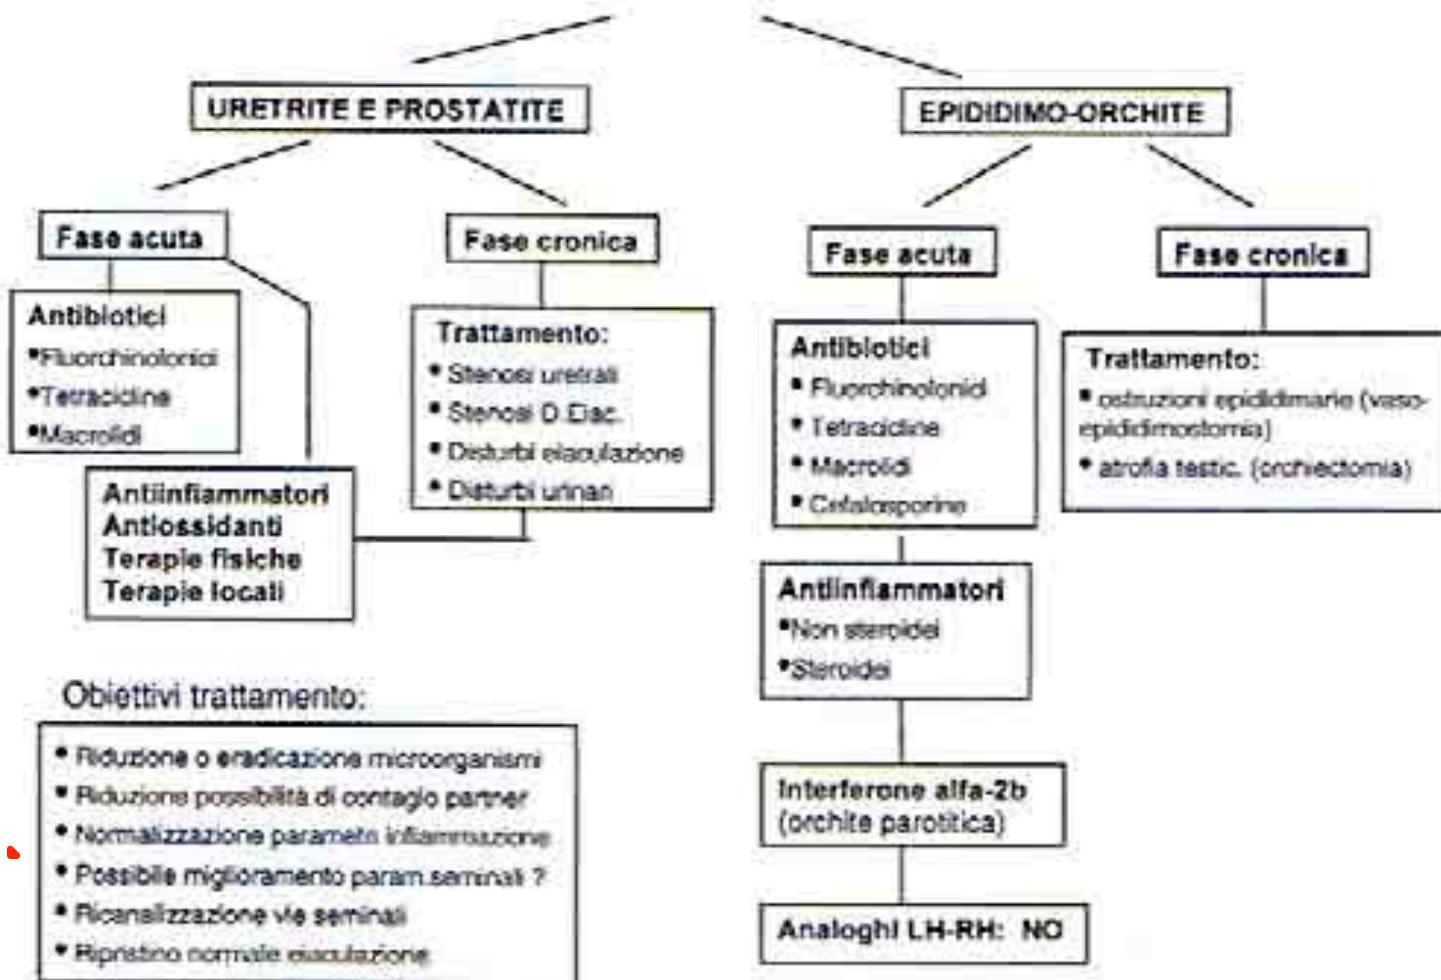 URETRITE E PROSTATITE
Fase acuta
Antibiotici
•Fluorchinolonici
•Tetracicline
•Macrolidi
Antiinfiammatori
Antiossidanti
Terapie fisiche
Terapie locali
Fase cronica
Trattamento:
• Stenosi uretrali
• Stenosi D.Eiac.
• Disturbi eiaculazione
• Disturbi urinari
EPIDIDIMO-ORCHITE
Fase acuta
Antibiotici
• Fluorchinolonici
• Tetracicline
• Macrolidi
• Cefalosporine
Antiinfiammatori
•Non steroidei
•Steroidei
Interferone alfa-2b
(orchite parotitica)
Analoghi LH-RH: NO
Fase cronica
Trattamento:
• ostruzioni epididimarie (vaso-
epididimostomia)
• atrofia testic. (orchiectomia)
Obiettivi trattamento:
• Riduzione o eradicazione microorganismi
• Riduzione possibilità di contagio partner
• Normalizzazione parametri infiammazione
• Possibile miglioramento param.seminali ?
• Ricanalizzazione vie seminali
• Ripristino normale eiaculazione